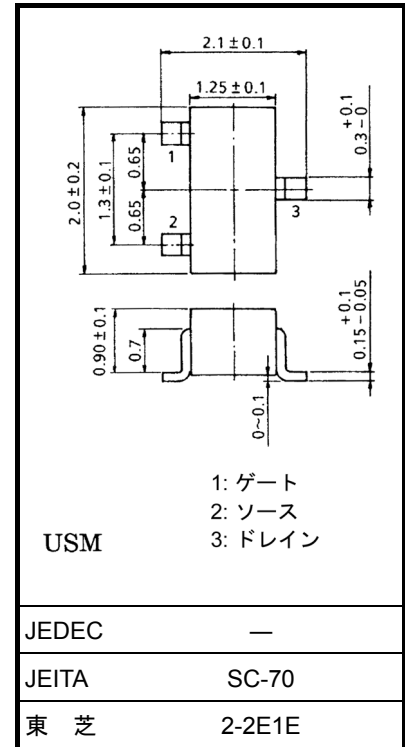 2.1±0.1
1.25±0.1
+0.1
0.3-0
2.0±0.2
1.3±0.1
0.65
0.65
1
2
3
0.90±0.1
0.7
+0.1
0.15-0.05
0~0.1
1: ゲート
2: ソース
3: ドレイン
USM
JEDEC —
JEITA SC-70
東 芝 2-2E1E